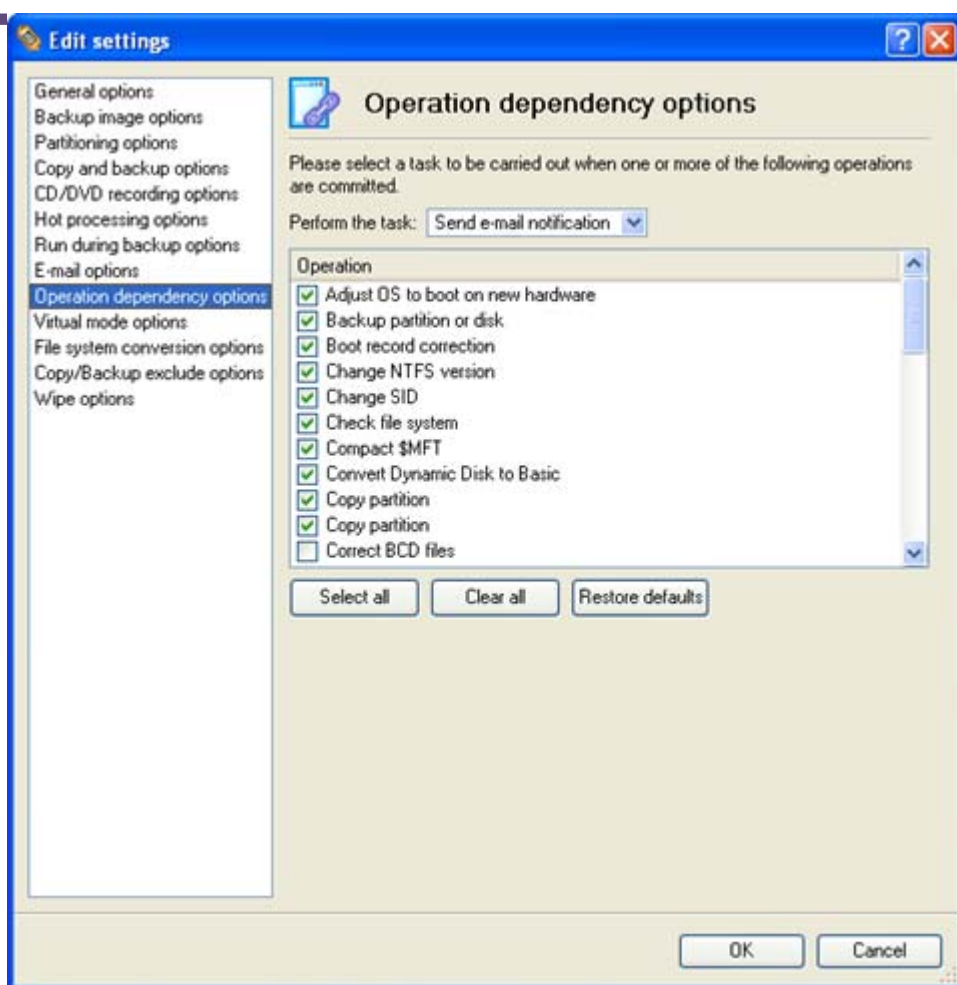 Edit settings
General options
Backup image options
Partitioning options
Copy and backup options
CD/DVD recording options
Hot processing options
Run during backup options
E-mail options
Operation dependency options
Virtual mode options
File system conversion options
Copy/Backup exclude options
Wipe options
Operation dependency options
Please select a task to be carried out when one or more of the following operations
are committed.
Perform the task: Send e-mail notification
Operation
Adjust OS to boot on new hardware
Backup partition or disk
Boot record correction
Change NTFS version
Change SID
Check file system
Compact $MFT
Convert Dynamic Disk to Basic
Copy partition
Copy partition
Correct BCD files
Select all Clear all Restore defaults
OK Cancel